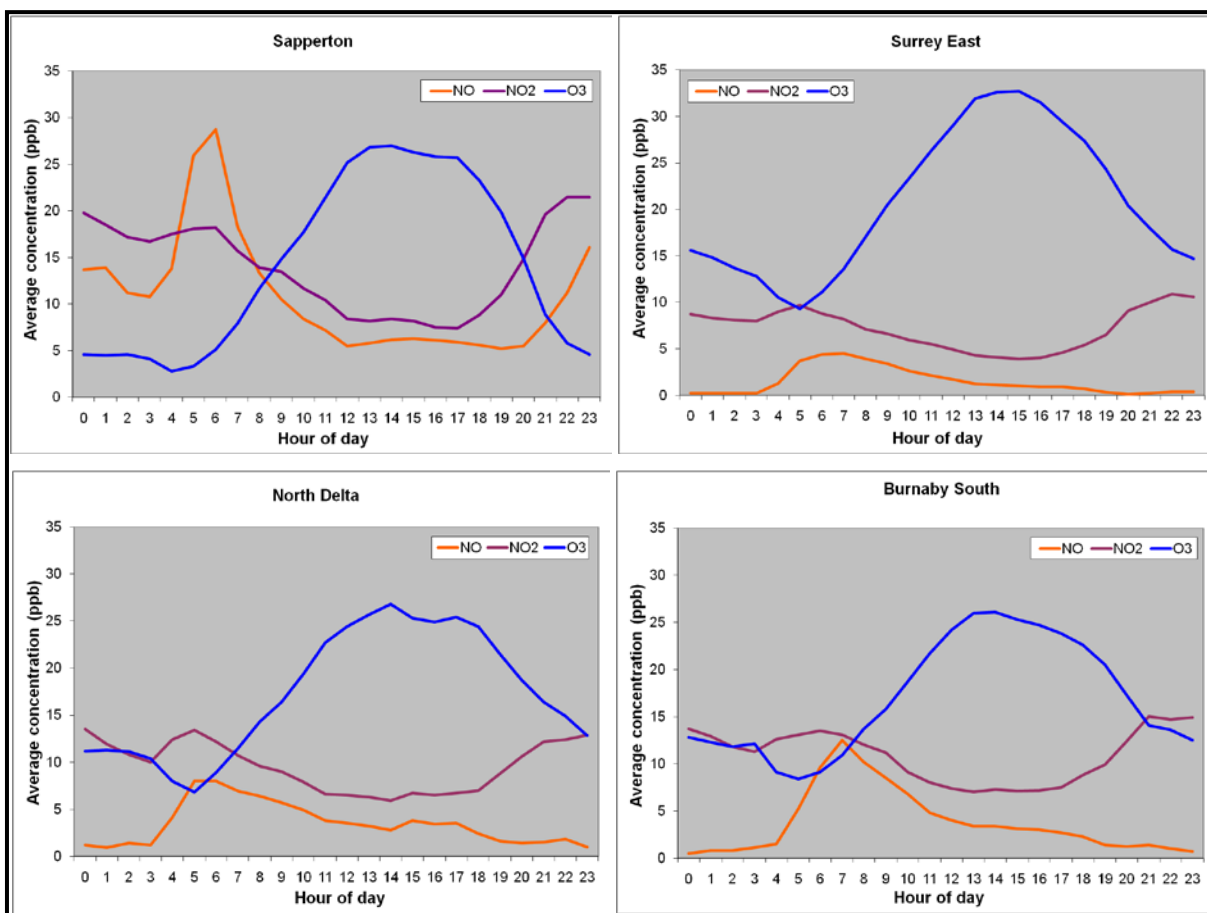 Sapperton
NO NO2 O3
Average concentration (ppb)
35
30
25
20
15
10
5
0
0 1 2 3 4 5 6 7 8 9 10 11 12 13 14 15 16 17 18 19 20 21 22 23
Hour of day
Surrey East
NO NO2 O3
Average concentration (ppb)
35
30
25
20
15
10
5
0
0 1 2 3 4 5 6 7 8 9 10 11 12 13 14 15 16 17 18 19 20 21 22 23
Hour of day
North Delta
NO NO2 O3
Average concentration (ppb)
35
30
25
20
15
10
5
0
0 1 2 3 4 5 6 7 8 9 10 11 12 13 14 15 16 17 18 19 20 21 22 23
Hour of day
Burnaby South
NO NO2 O3
Average concentration (ppb)
35
30
25
20
15
10
5
0
0 1 2 3 4 5 6 7 8 9 10 11 12 13 14 15 16 17 18 19 20 21 22 23
Hour of day